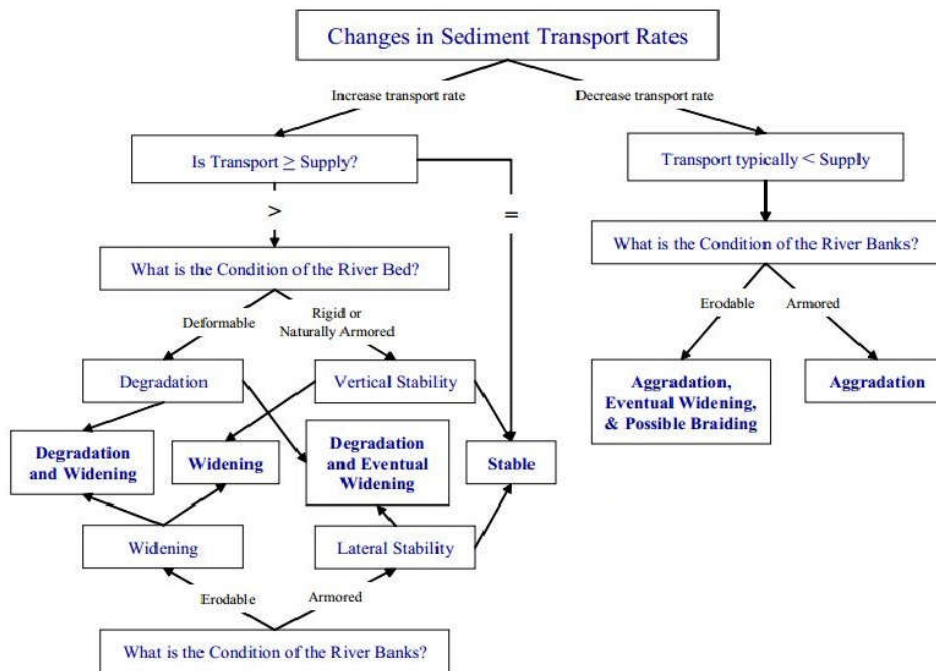 Changes in Sediment Transport Rates
Increase transport rate
Decrease transport rate
Is Transport ≥ Supply?
Transport typically < Supply
>
=
What is the Condition of the River Bed?
What is the Condition of the River Banks?
Deformable
Rigid or
Naturally Armored
Erodable
Armored
Degradation
Vertical Stability
Aggradation,
Eventual Widening,
& Possible Braiding
Aggradation
Degradation
and Widening
Widening
Degradation
and Eventual
Widening
Stable
Widening
Lateral Stability
Erodable
Armored
What is the Condition of the River Banks?